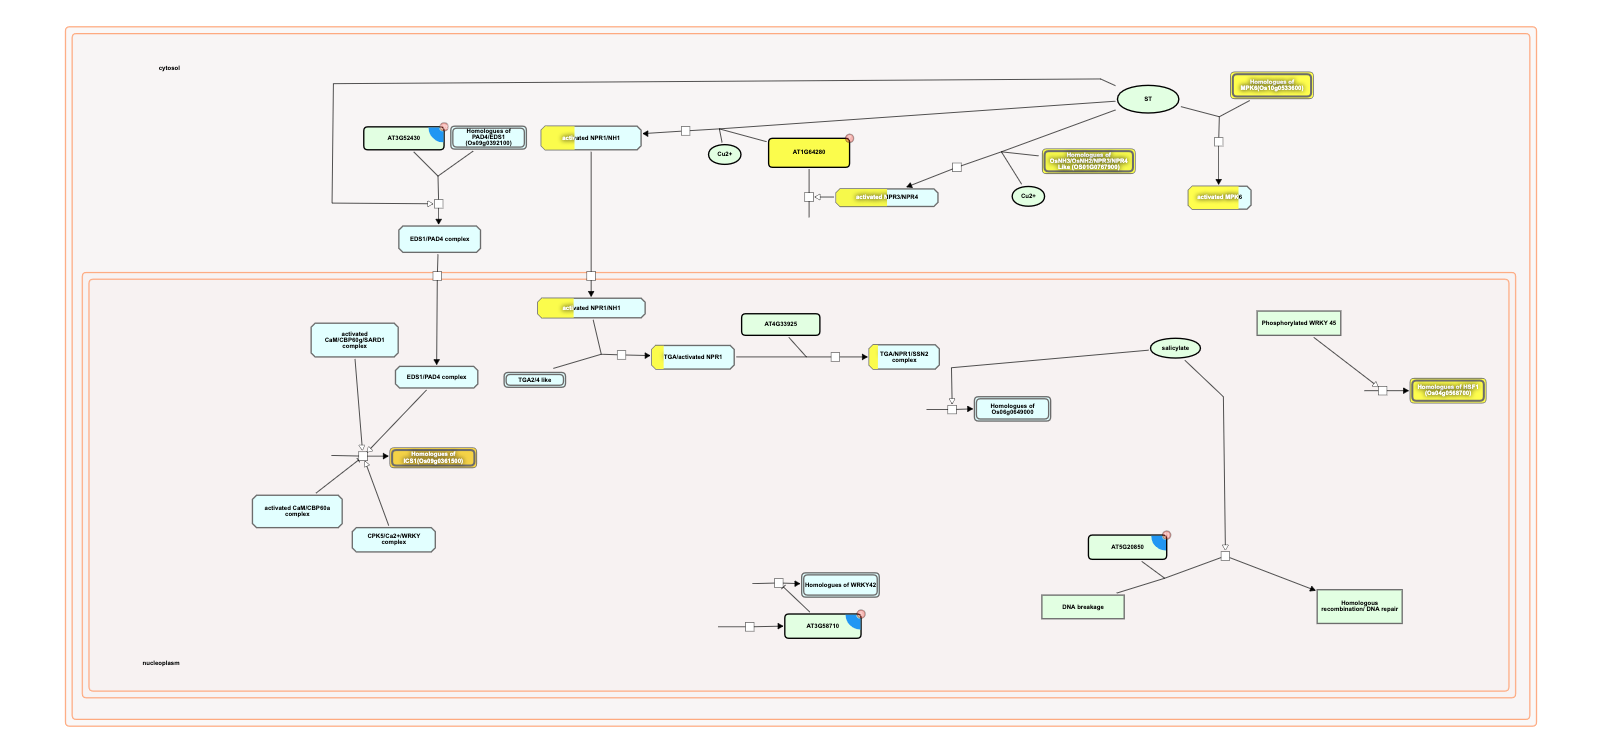 cytosol
Homologues of
MPK6(Os10g0533600)
ST
AT3G52430
Homologues of
PAD4/EDS1
(Os09g0392100)
activated NPR1/NH1
Cu2+
AT1G64280
Homologues of
OsNH3/OsNH2/NPR3/NPR4
Like (OS01G0767900)
activated NPR3/NPR4
Cu2+
activated MPK6
EDS1/PAD4 complex
activated NPR1/NH1
AT4G33925
Phosphorylated WRKY 45
activated
CaM/CBP60g/SARD1
complex
TGA/activated NPR1
TGA/NPR1/SSN2
complex
salicylate
EDS1/PAD4 complex
TGA2/4 like
Homologues of HSF1
(Os04g0568700)
Homologues of
Os06g0649000
Homologues of
ICS1(Os09g0361500)
activated CaM/CBP60a
complex
CPK5/Ca2+/WRKY
complex
AT5G20850
Homologues of WRKY42
DNA breakage
Homologous
recombination/ DNA repair
AT3G58710
nucleoplasm